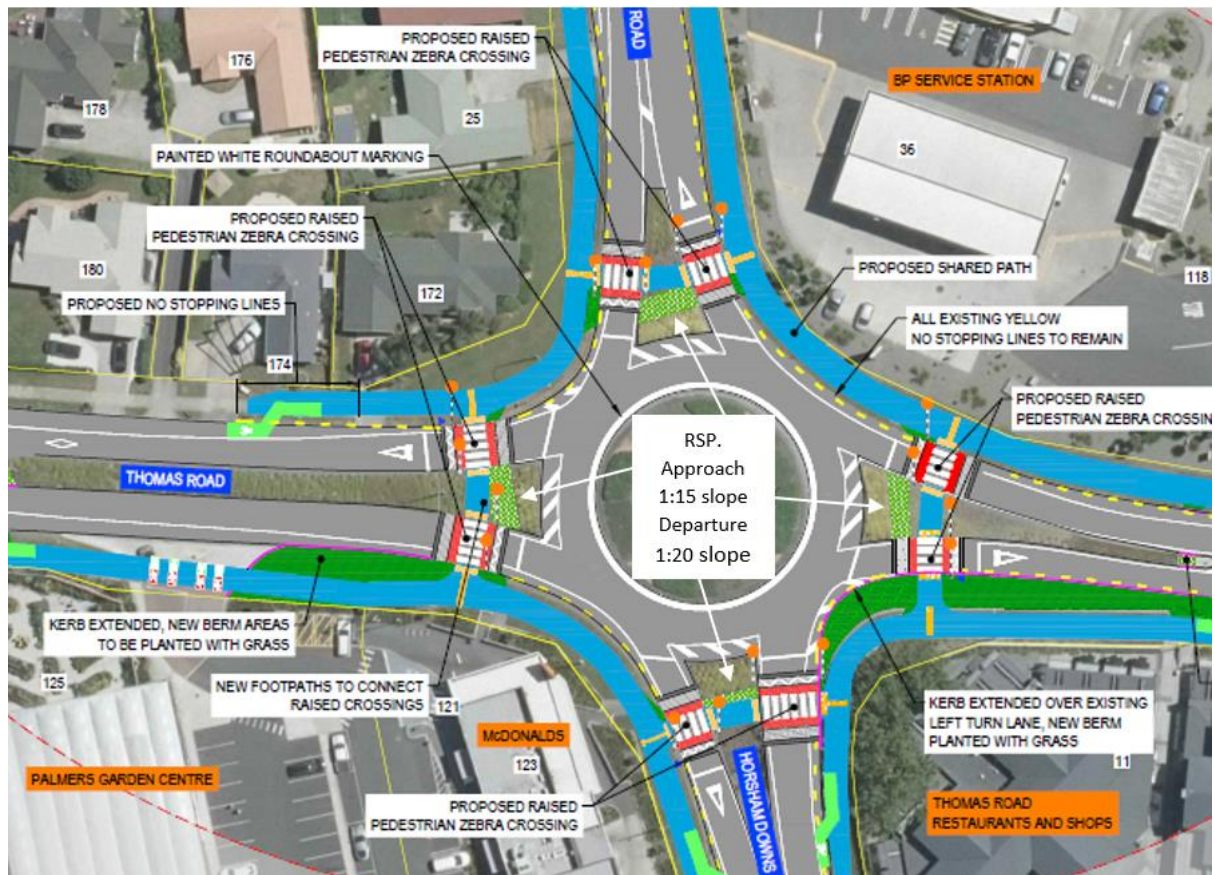 PROPOSED RAISED
PEDESTRIAN ZEBRA CROSSING
ROAD
BP SERVICE STATION
176
178
25
36
PAINTED WHITE ROUNDABOUT MARKING
PROPOSED RAISED
PEDESTRIAN ZEBRA CROSSING
180
172
PROPOSED SHARED PATH
118
PROPOSED NO STOPPING LINES
ALL EXISTING YELLOW
NO STOPPING LINES TO REMAIN
174
PROPOSED RAISED
PEDESTRIAN ZEBRA CROSSIN
RSP.
Approach
1:15 slope
Departure
1:20 slope
THOMAS ROAD
KERB EXTENDED, NEW BERM AREAS
TO BE PLANTED WITH GRASS
125
NEW FOOTPATHS TO CONNECT
RAISED CROSSINGS
121
McDONALDS
123
KERB EXTENDED OVER EXISTING
LEFT TURN LANE, NEW BERM
PLANTED WITH GRASS
11
PALMERS GARDEN CENTRE
PROPOSED RAISED
PEDESTRIAN ZEBRA CROSSING
HORSHAM DOWNS
THOMAS ROAD
RESTAURANTS AND SHOPS